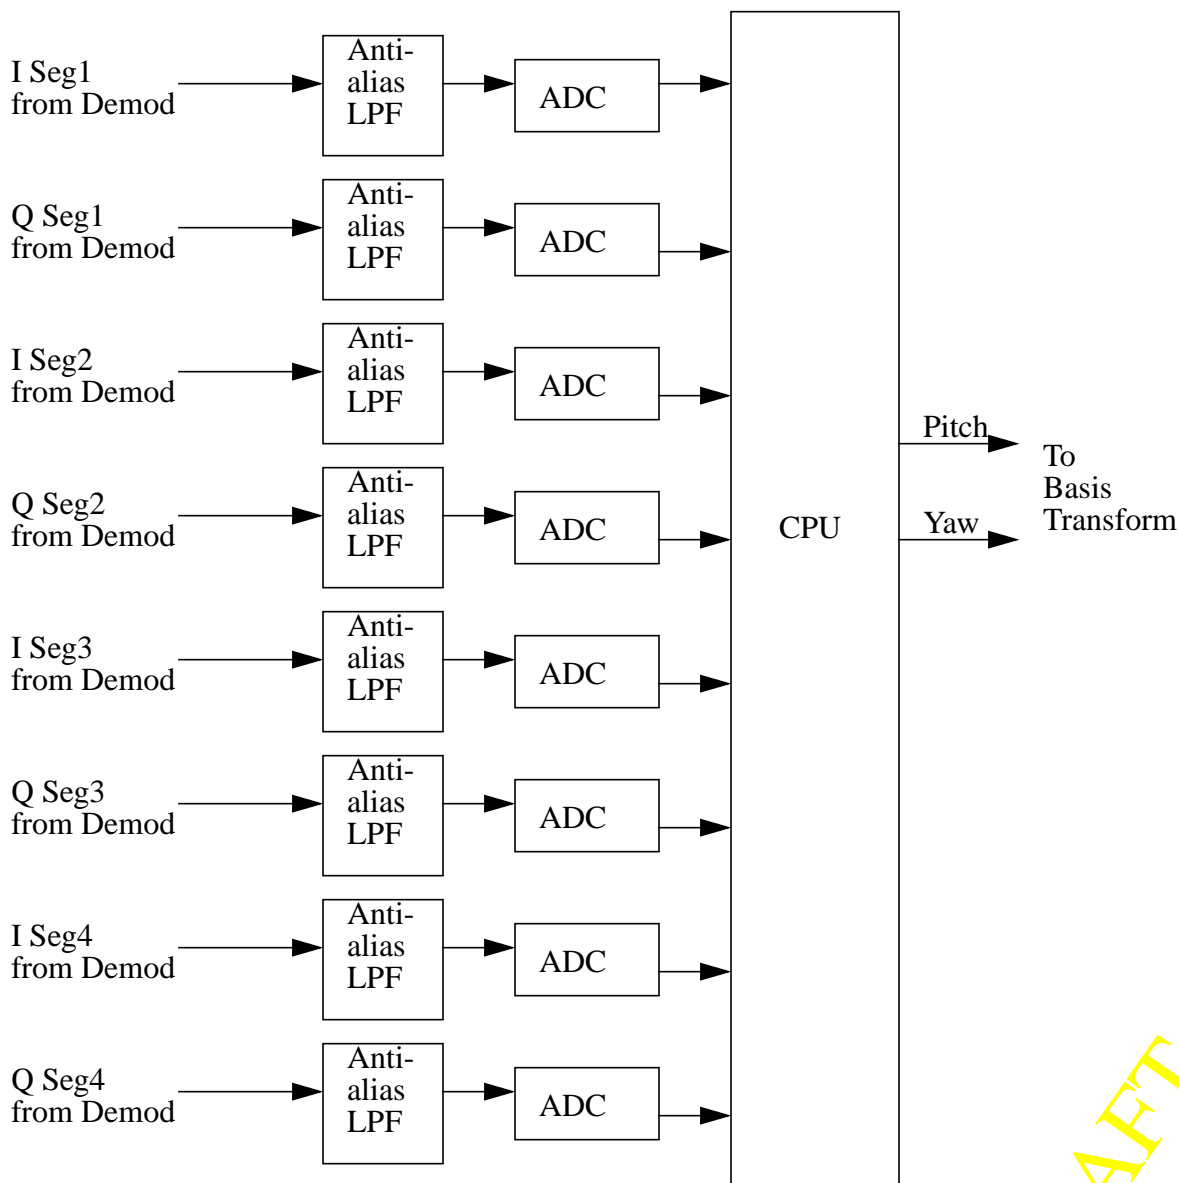 I Seg1
from Demod
Anti-
alias
LPF
ADC
Q Seg1
from Demod
Anti-
alias
LPF
ADC
I Seg2
from Demod
Anti-
alias
LPF
ADC
Q Seg2
from Demod
Anti-
alias
LPF
ADC
I Seg3
from Demod
Anti-
alias
LPF
ADC
Q Seg3
from Demod
Anti-
alias
LPF
ADC
I Seg4
from Demod
Anti-
alias
LPF
ADC
Q Seg4
from Demod
Anti-
alias
LPF
ADC
CPU
Pitch
Yaw
To
Basis
Transform
AFT